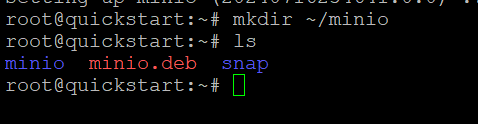 root@quickstart:~# mkdir ~/minio
root@quickstart:~# ls
minio minio.deb snap
root@quickstart:~#